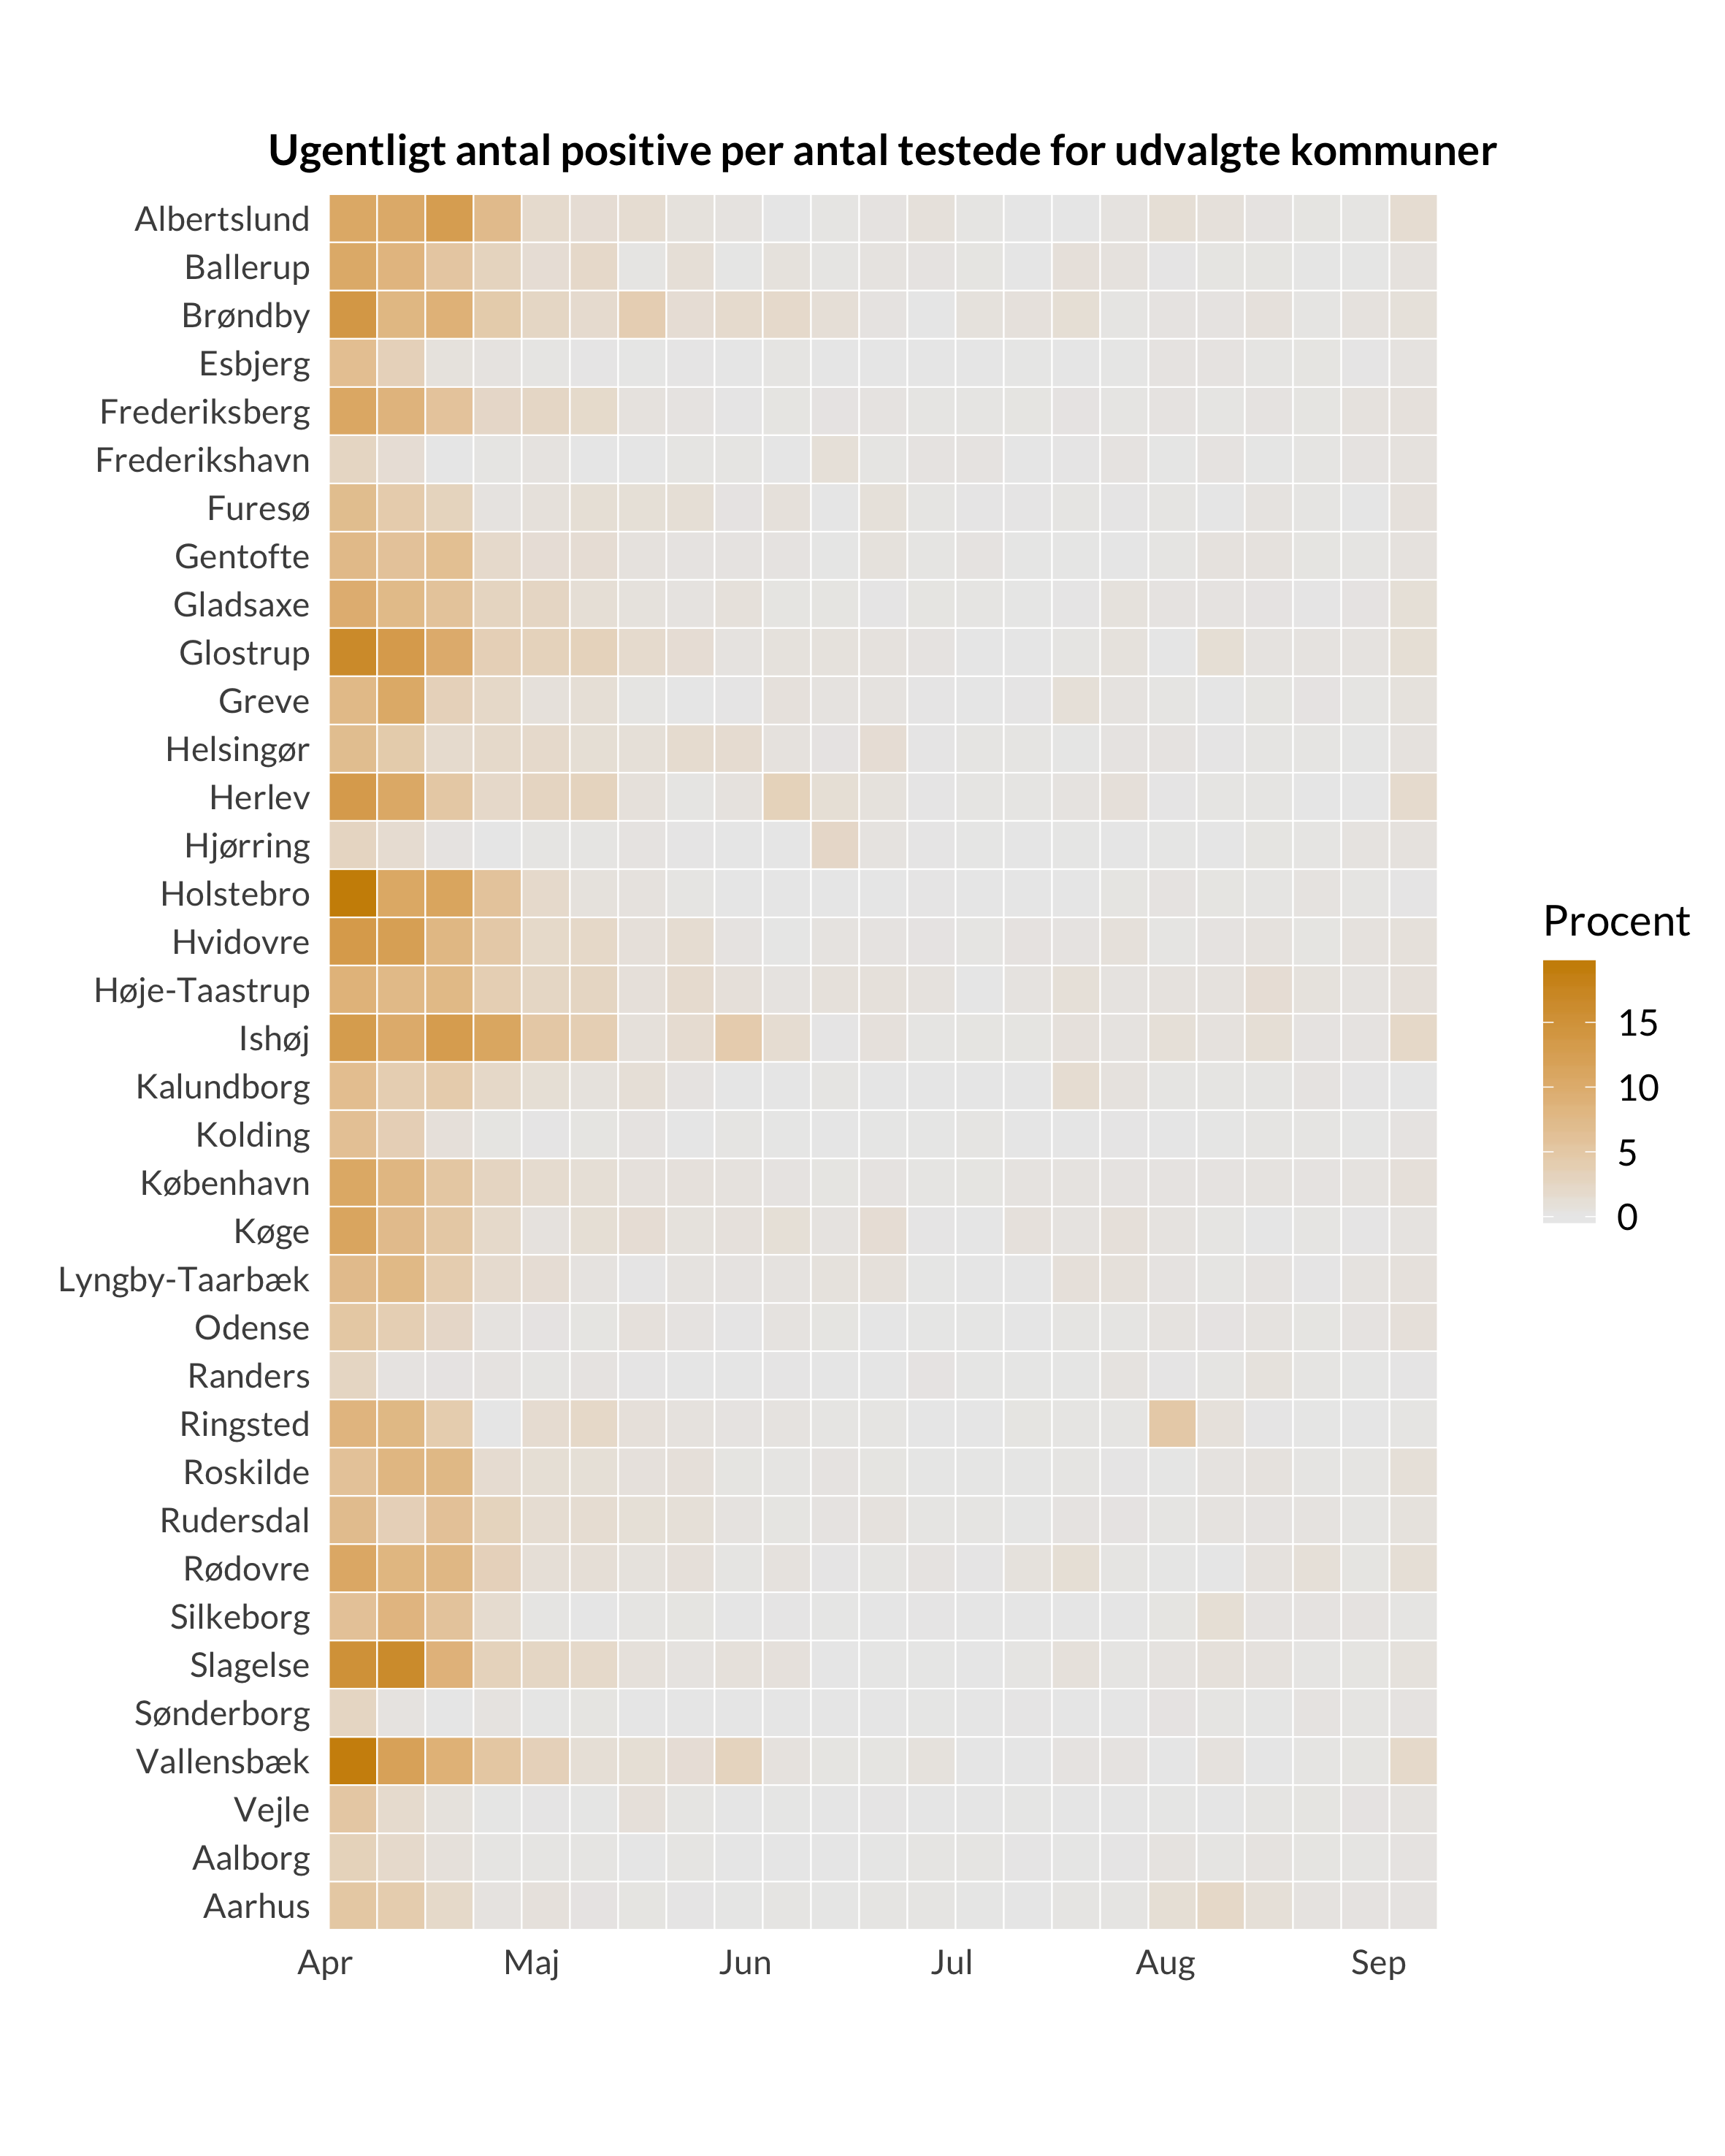 Ugentligt antal positive per antal testede for udvalgte kommuner
Albertslund
Ballerup
Brøndby
Esbjerg
Frederiksberg
Frederikshavn
Furesø
Gentofte
Gladsaxe
Glostrup
Greve
Helsingør
Herlev
Hjørring
Holstebro
Hvidovre
Høje-Taastrup
Ishøj
Kalundborg
Kolding
København
Køge
Lyngby-Taarbæk
Odense
Randers
Ringsted
Roskilde
Rudersdal
Rødovre
Silkeborg
Slagelse
Sønderborg
Vallensbæk
Vejle
Aalborg
Aarhus
Apr Maj Jun Jul Aug Sep
Procent
15
10
5
0